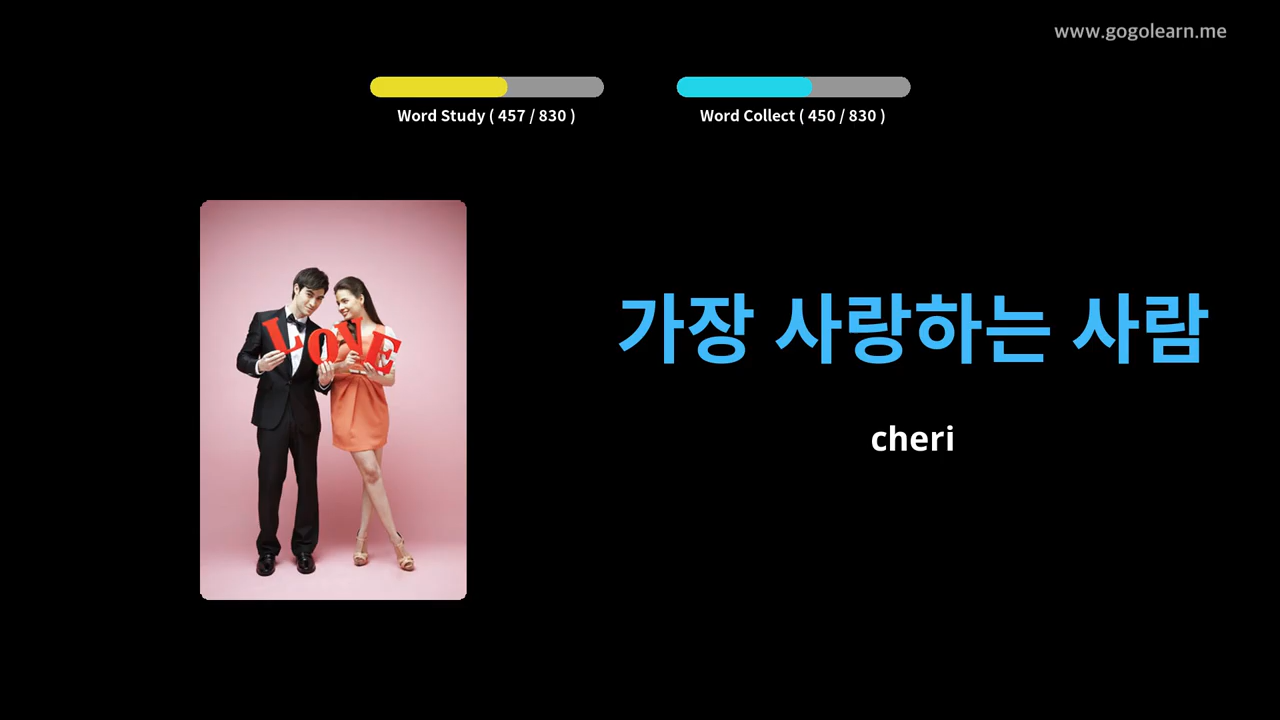 www.gogolearn.me
Word Study ( 457 / 830 )
Word Collect ( 450 / 830 )
LOVE
가장 사랑하는 사람
cheri